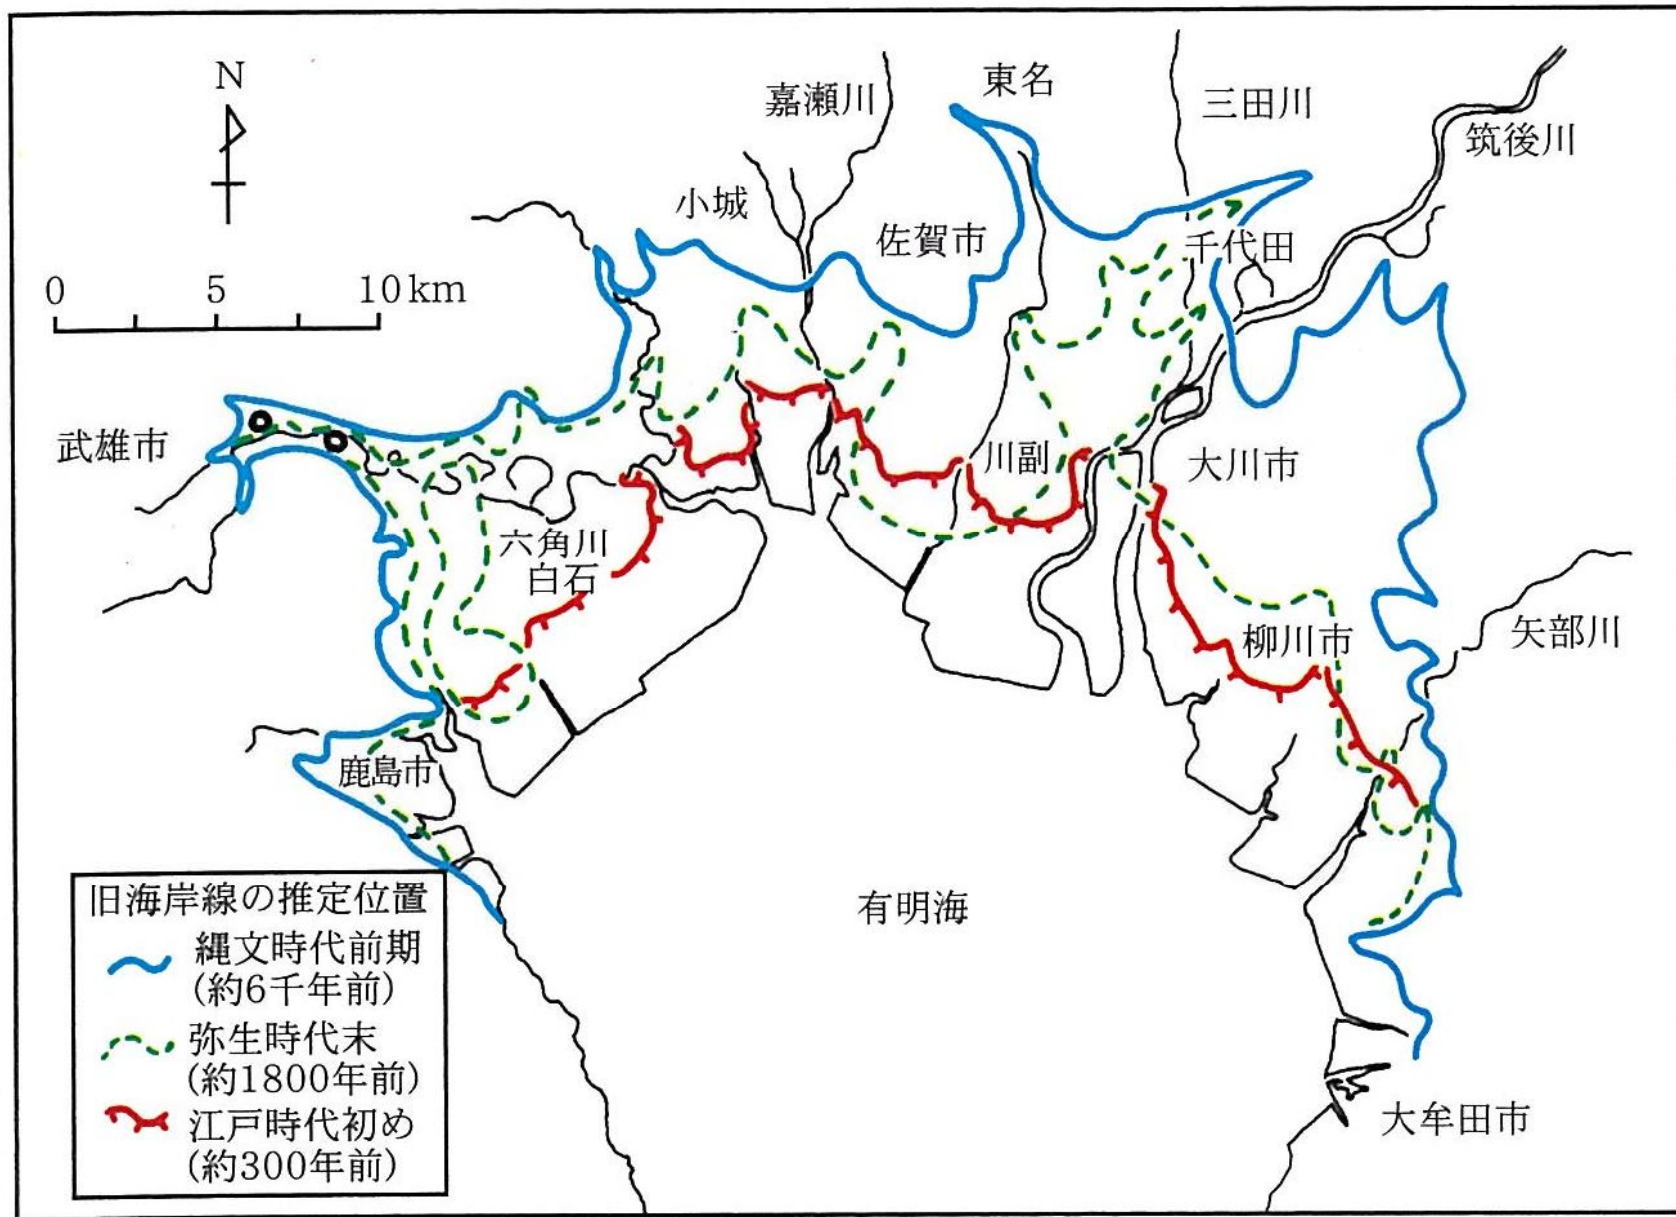 N
嘉瀬川
東名
三田川
筑後川
小城
佐賀市
千代田
0 5 10km
武雄市
川副
大川市
六角川
白石
柳川市
矢部川
鹿島市
有明海
大牟田市
旧海岸線の推定位置
縄文時代前期
(約6千年前)
弥生時代末
(約1800年前)
江戸時代初め
(約300年前)